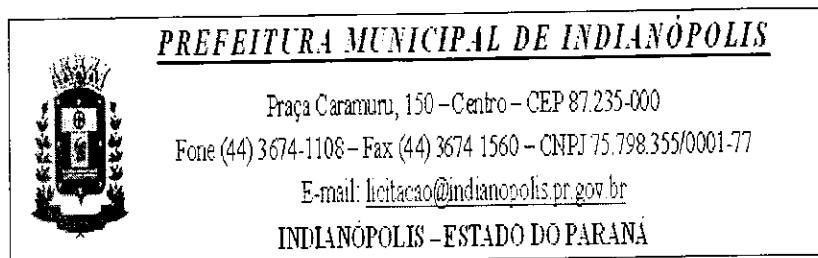 PREFEITURA MUNICIPAL DE INDIANÓPOLIS
Praça Caramuru, 150 – Centro – CEP 87.235-000
Fone (44) 3674-1108 – Fax (44) 3674 1560 – CNPJ 75.798.355/0001-77
E-mail: licitacao@indianopolis.pr.gov.br
INDIANÓPOLIS – ESTADO DO PARANÁ